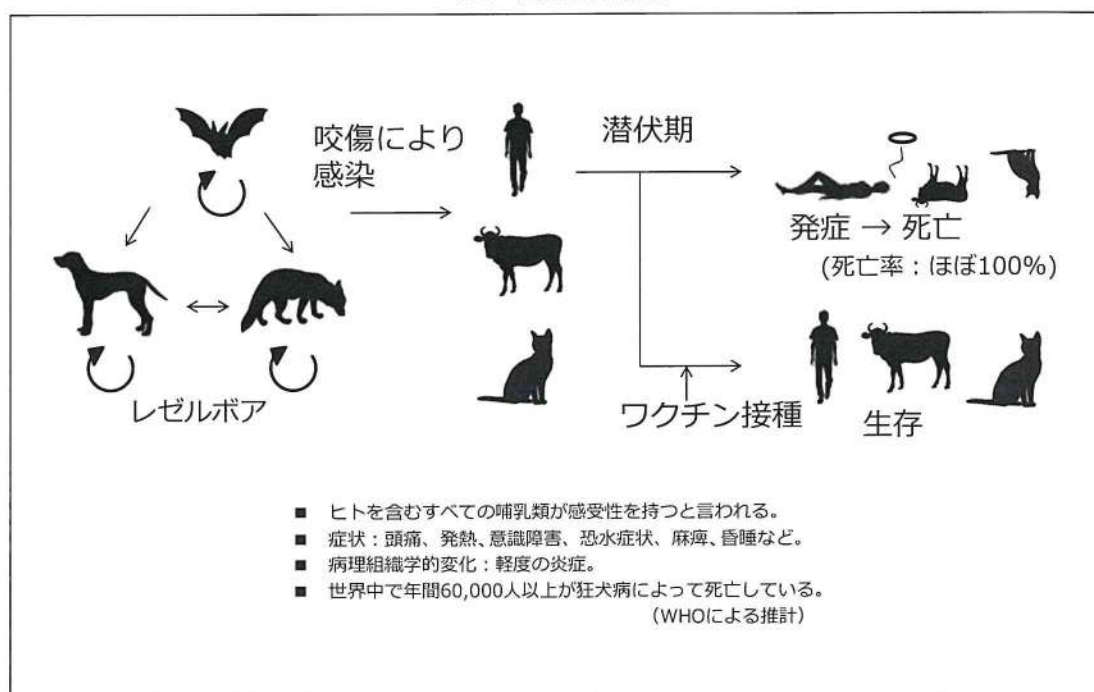 咬傷により
感染
潜伏期
発症 → 死亡
(死亡率：ほぼ100%)
レゼルボア
ワクチン接種
生存
■ ヒトを含むすべての哺乳類が感受性を持つと言われる。
■ 症状：頭痛、発熱、意識障害、恐水症状、麻痺、昏睡など。
■ 病理組織学的変化：軽度の炎症。
■ 世界中で年間60,000人以上が狂犬病によって死亡している。
（WHOによる推計）